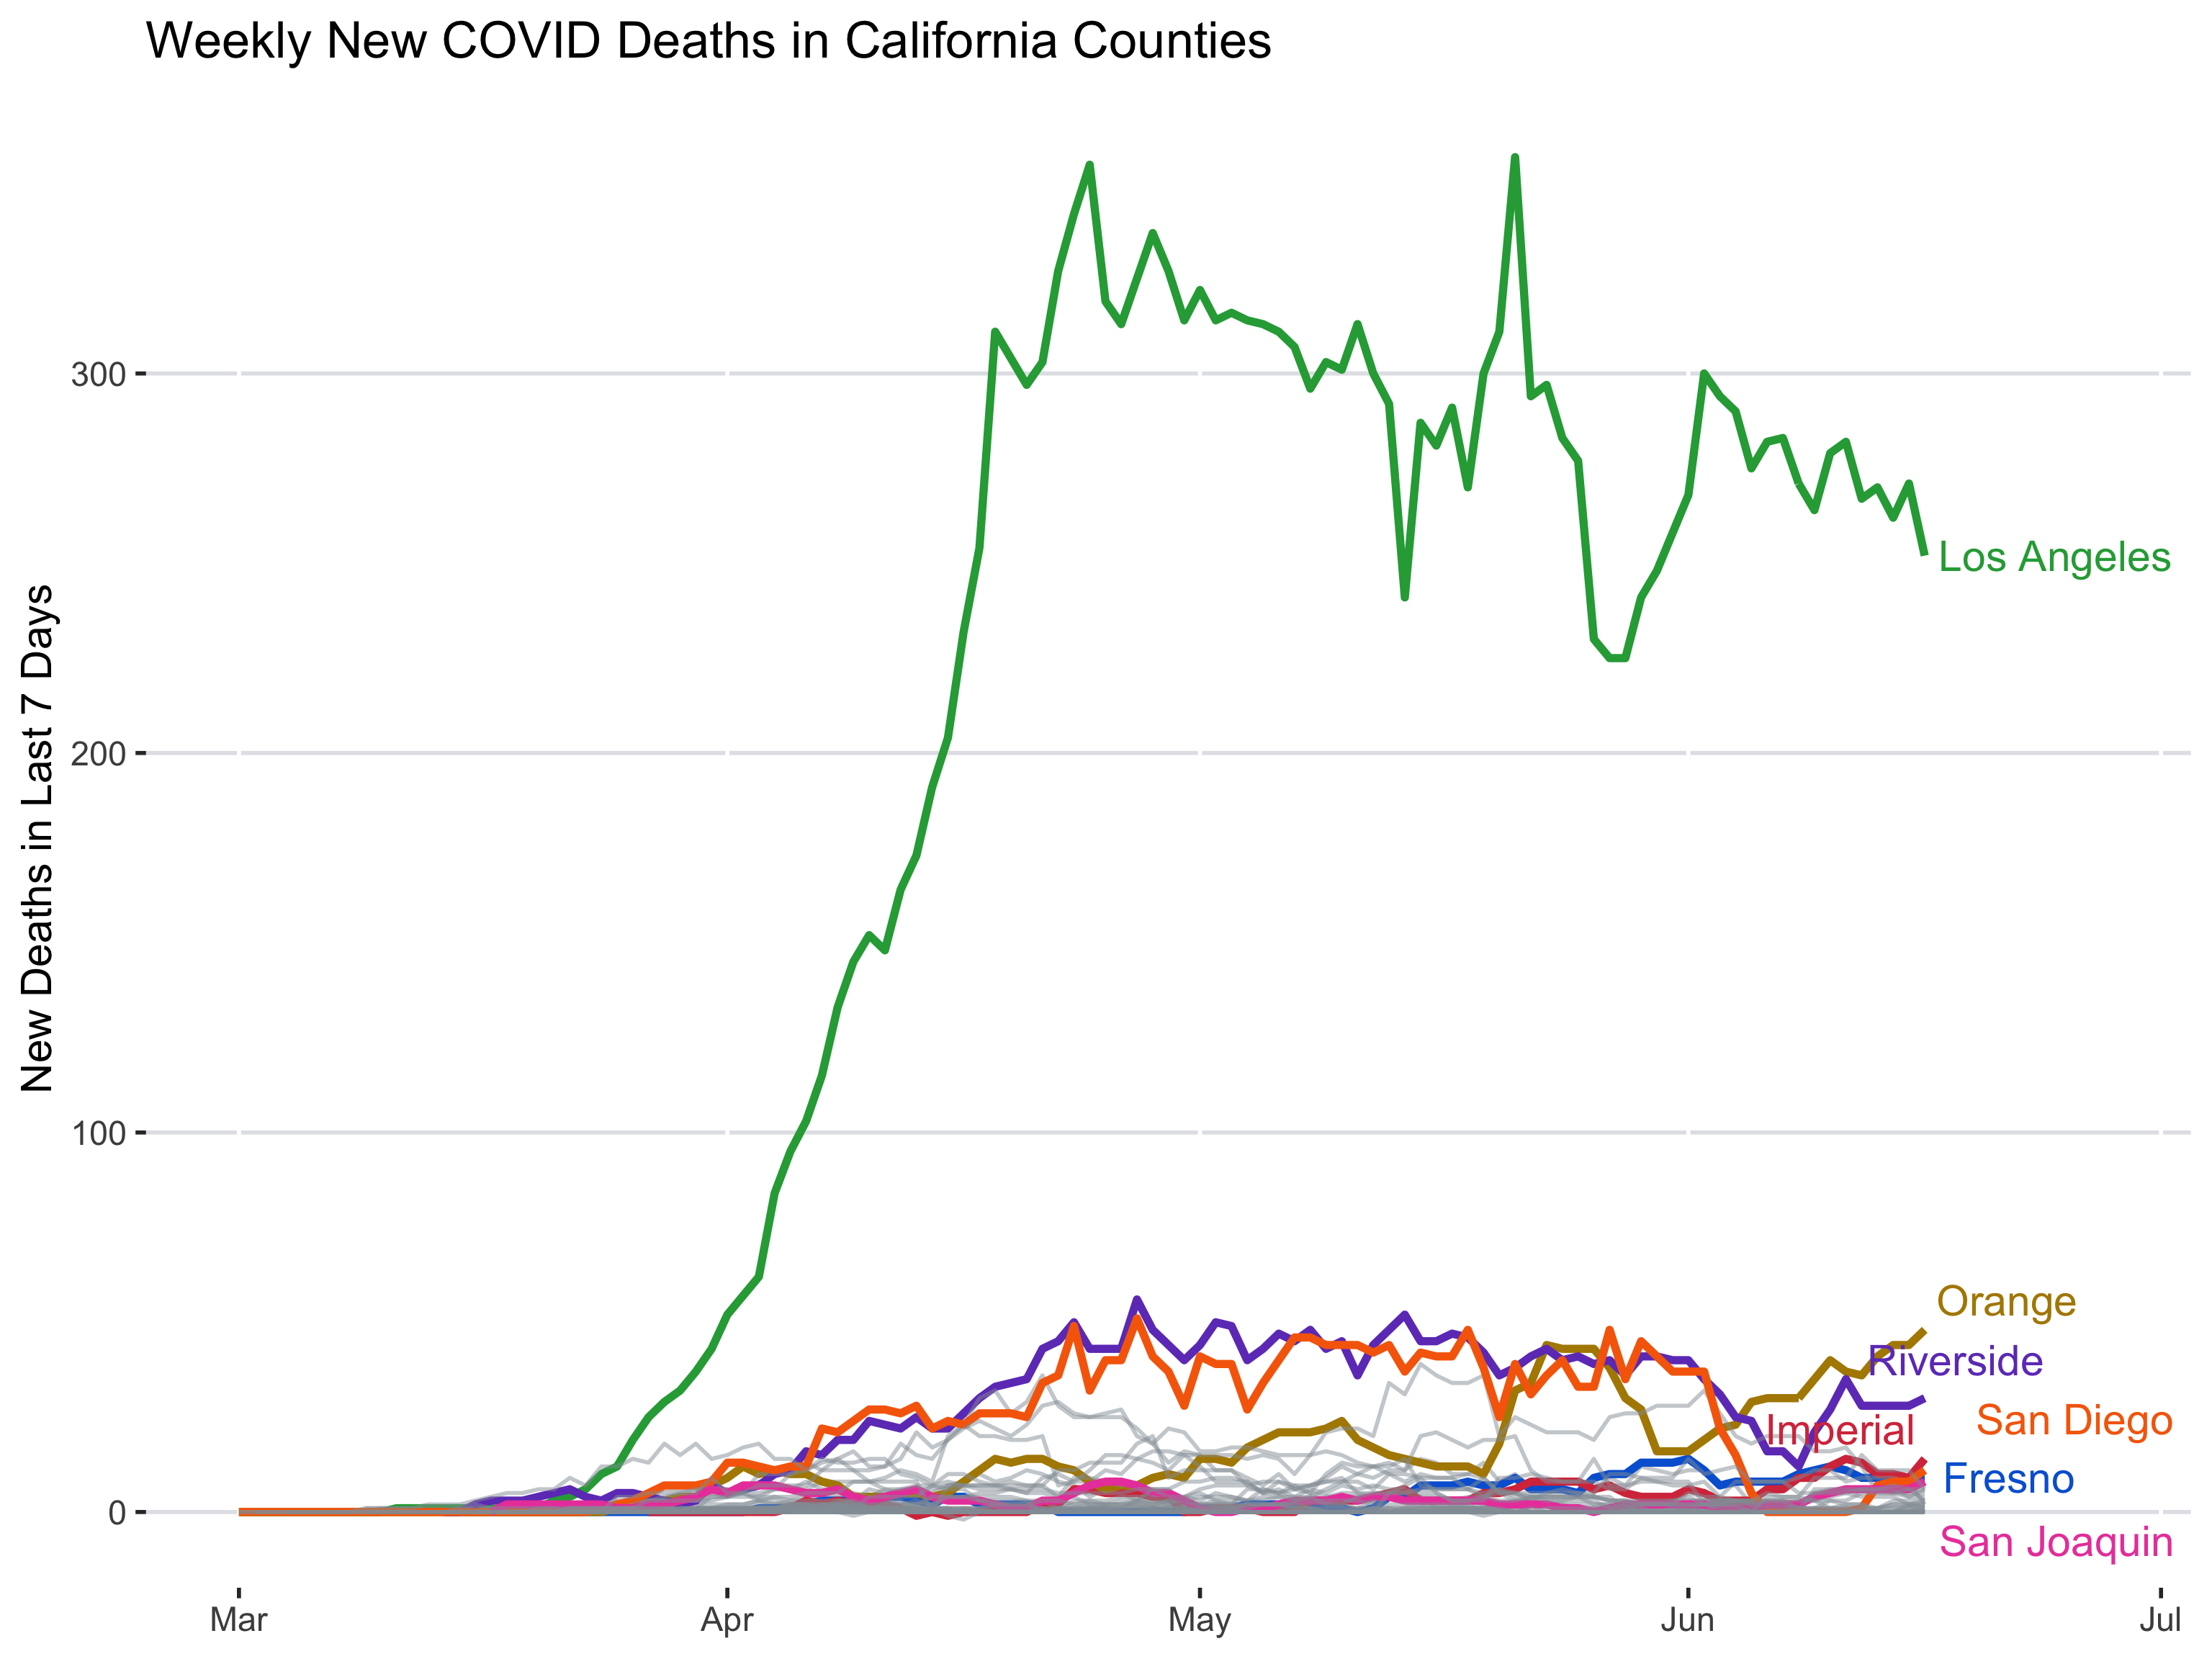 Weekly New COVID Deaths in California Counties
New Deaths in Last 7 Days
300
200
100
0
Los Angeles
Orange
Riverside
San Diego
Imperial
Fresno
San Joaquin
Mar Apr May Jun Jul